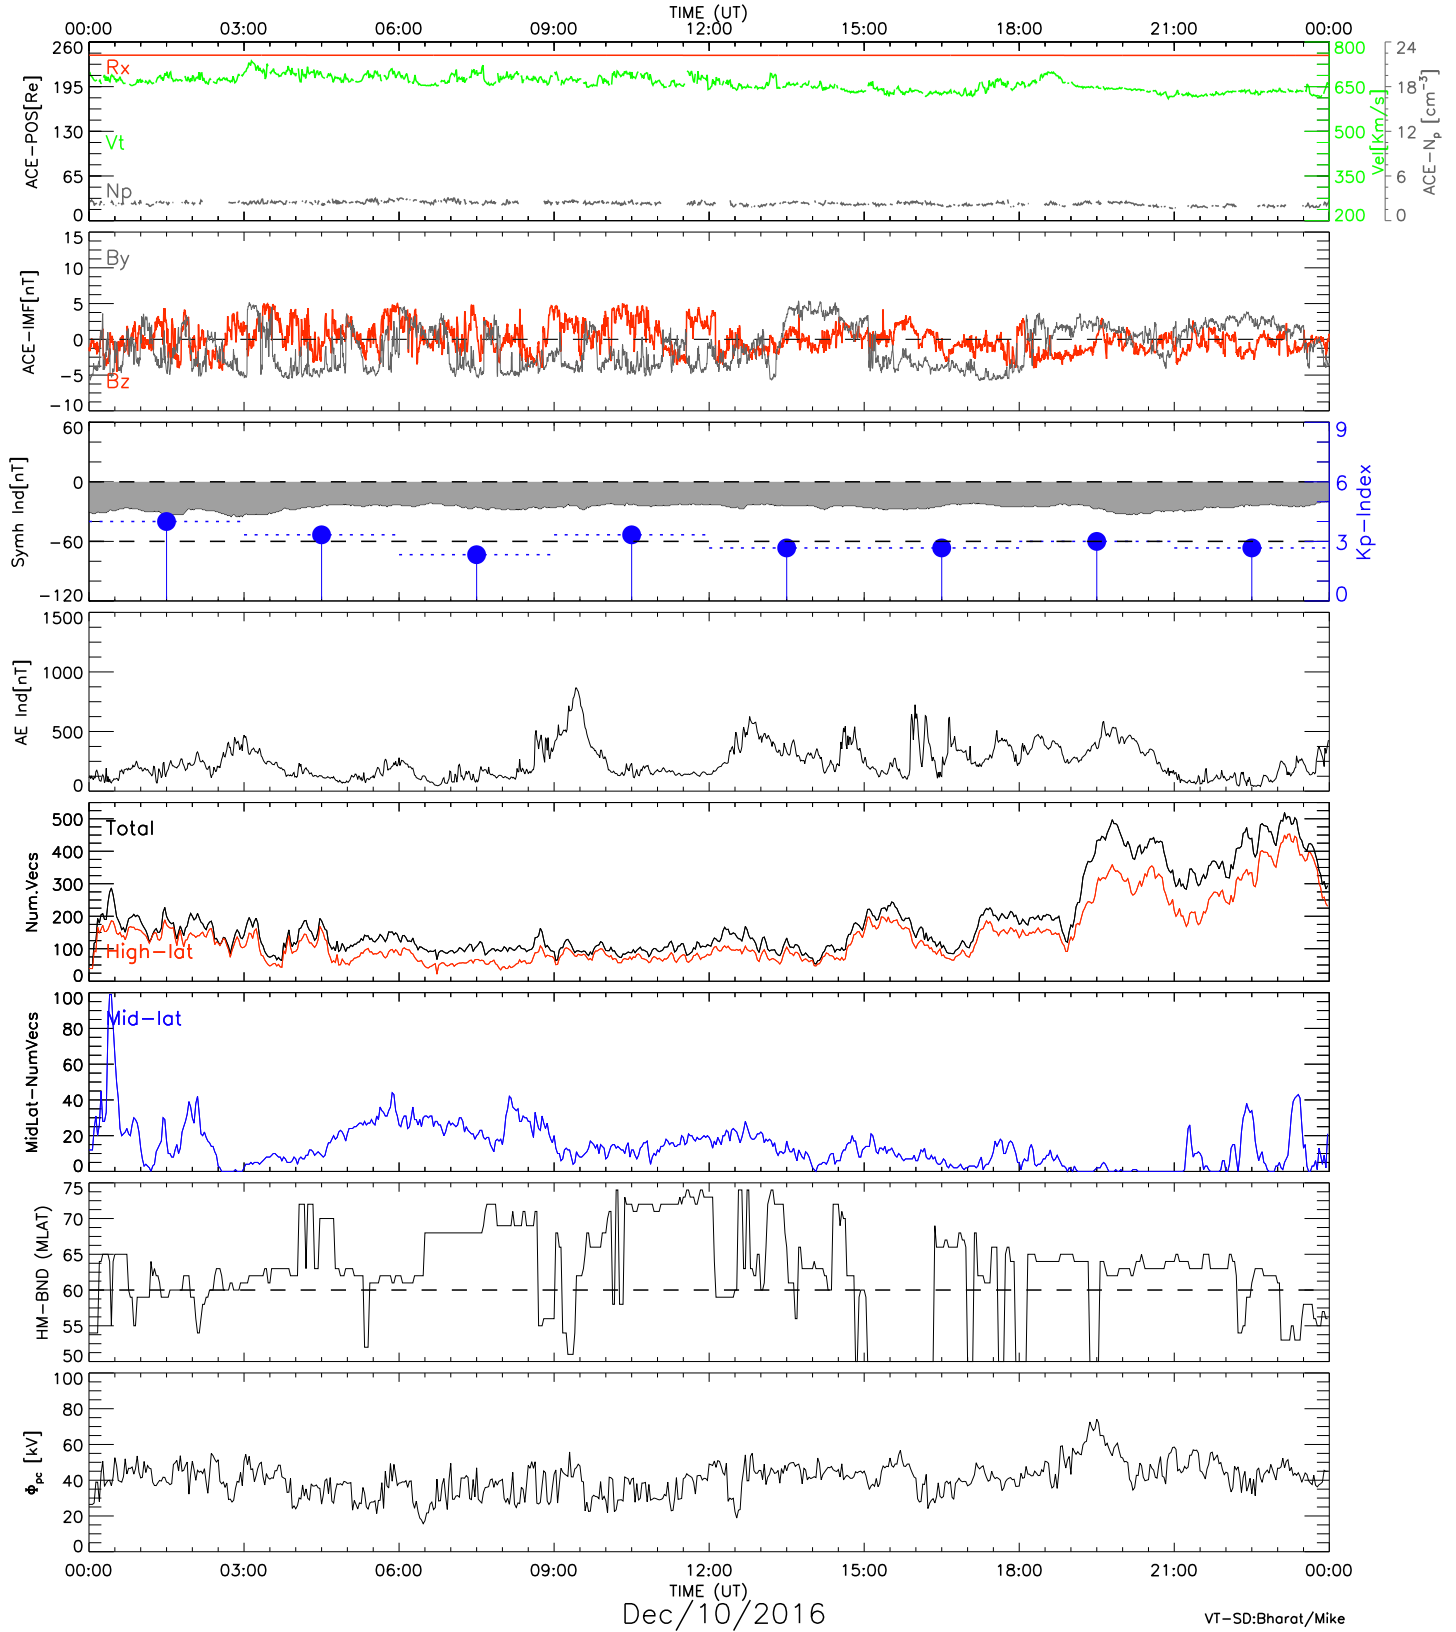 TIME (UT)
00:00 03:00 06:00 09:00 12:00 15:00 18:00 21:00 00:00
260 195 130 65 0
ACE-POS[Re]
Rx
Vt
Np
800 650 500 350 200
Vel[Km/s]
24 18 12 6 0
ACE-Nₚ [cm⁻³]
15 10 5 0 -5 -10
ACE-IMF[nT]
By
Bz
60 0 -60 -120
Symh Ind[nT]
9 6 3 0
Kp-Index
1500 1000 500 0
AE Ind[nT]
500 400 300 200 100 0
Num.Vecs
Total
High-lat
100 80 60 40 20 0
MidLat-NumVecs
Mid-lat
75 70 65 60 55 50
HM-BND (MLAT)
100 80 60 40 20 0
Φpc [kV]
00:00 03:00 06:00 09:00 12:00 15:00 18:00 21:00 00:00
TIME (UT)
Dec/10/2016
VT-SD:Bharat/Mike